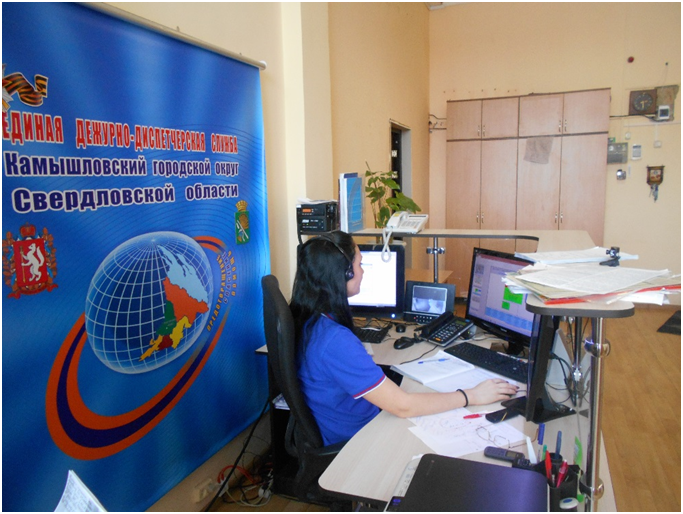 ЕДИНАЯ ДЕЖУРНО-ДИСПЕТЧЕРСКАЯ СЛУЖБА
Камышловский городской округ
Свердловской области